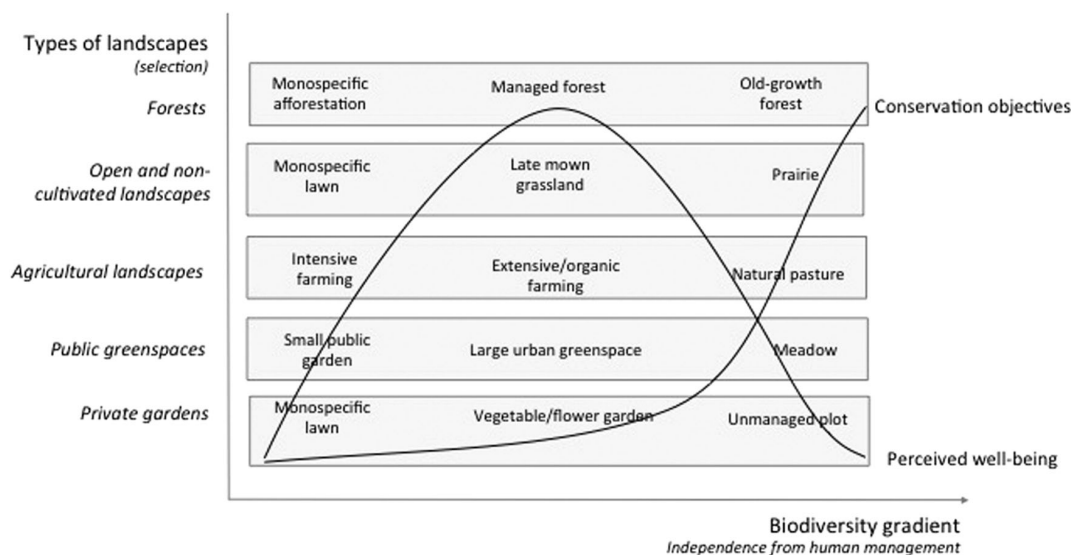 Types of landscapes
(selection)
Forests
Monospecific
afforestation
Managed forest
Old-growth
forest
Conservation objectives
Open and non-
cultivated landscapes
Monospecific
lawn
Late mown
grassland
Prairie
Agricultural landscapes
Intensive
farming
Extensive/organic
farming
Natural pasture
Public greenspaces
Small public
garden
Large urban greenspace
Meadow
Private gardens
Monospecific
lawn
Vegetable/flower garden
Unmanaged plot
Perceived well-being
Biodiversity gradient
Independence from human management